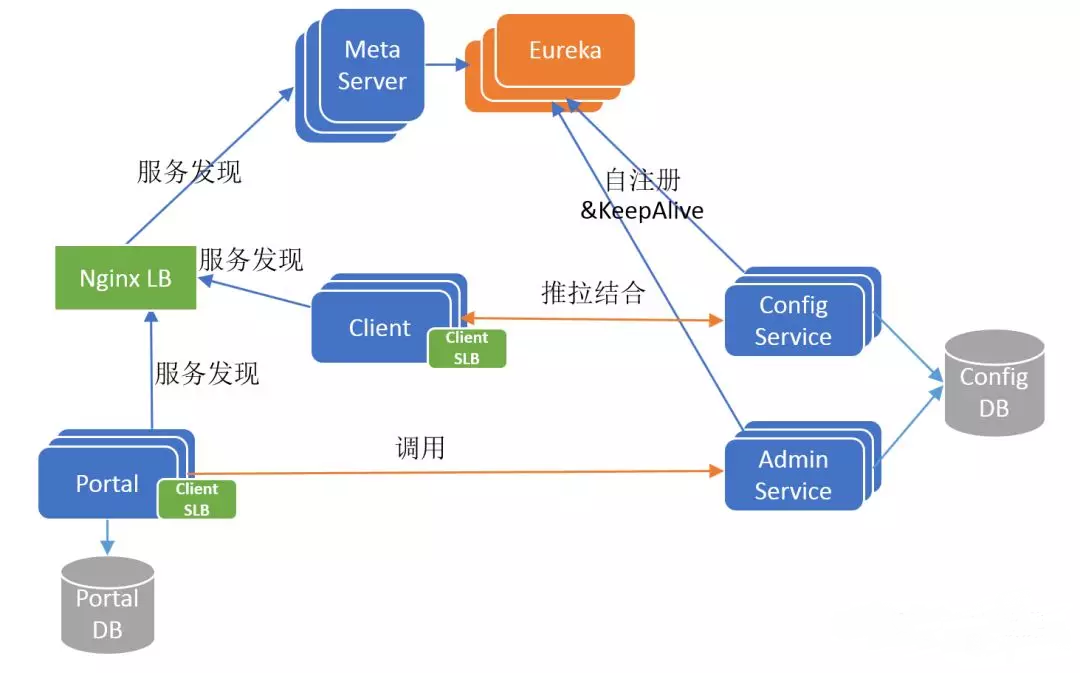 Meta
Server
Eureka
服务发现
自注册
&KeepAlive
Nginx LB
服务发现
Client
Client
SLB
推拉结合
Config
Service
Config
DB
服务发现
Portal
Client
SLB
调用
Admin
Service
Portal
DB